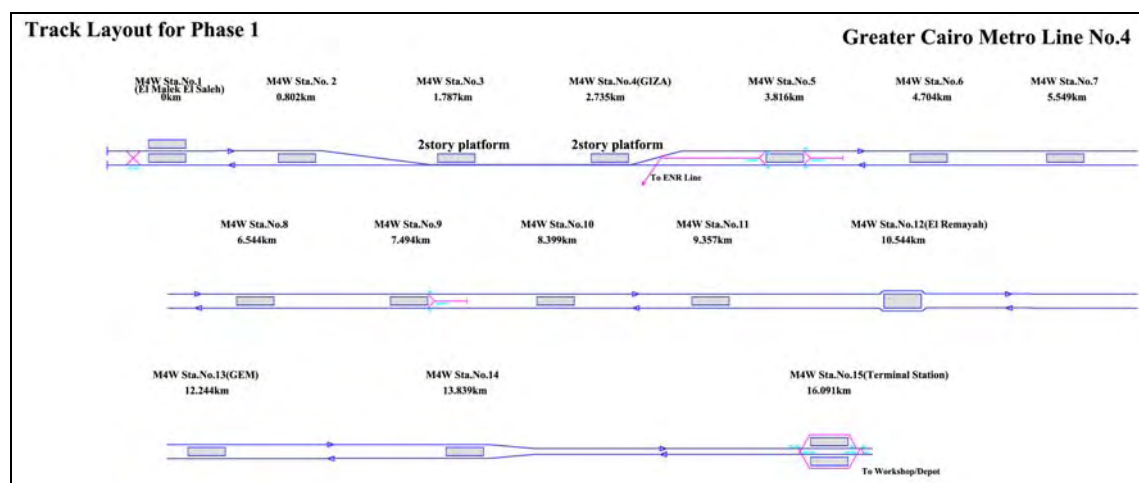 Track Layout for Phase 1
Greater Cairo Metro Line No.4
M4W Sta.No.1
(El Malek El Saleh)
0km
M4W Sta.No. 2
0.802km
M4W Sta.No.3
1.787km
M4W Sta.No.4(GIZA)
2.735km
M4W Sta.No.5
3.816km
M4W Sta.No.6
4.704km
M4W Sta.No.7
5.549km
2story platform
2story platform
To ENR Line
M4W Sta.No.8
6.544km
M4W Sta.No.9
7.494km
M4W Sta.No.10
8.399km
M4W Sta.No.11
9.357km
M4W Sta.No.12(El Remayah)
10.544km
M4W Sta.No.13(GEM)
12.244km
M4W Sta.No.14
13.839km
M4W Sta.No.15(Terminal Station)
16.091km
To Workshop/Depot